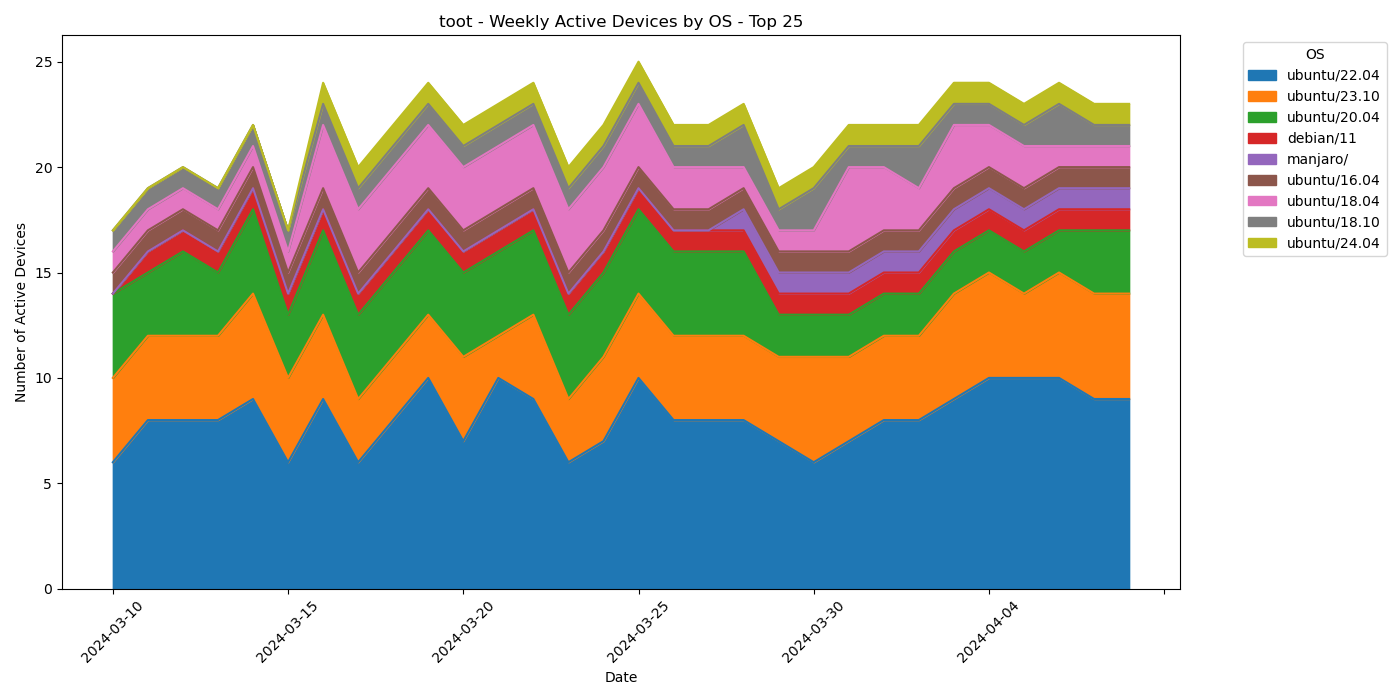 toot - Weekly Active Devices by OS - Top 25
Number of Active Devices
25
20
15
10
5
0
2024-03-10
2024-03-15
2024-03-20
2024-03-25
2024-03-30
2024-04-04
Date
OS
ubuntu/22.04
ubuntu/23.10
ubuntu/20.04
debian/11
manjaro/
ubuntu/16.04
ubuntu/18.04
ubuntu/18.10
ubuntu/24.04